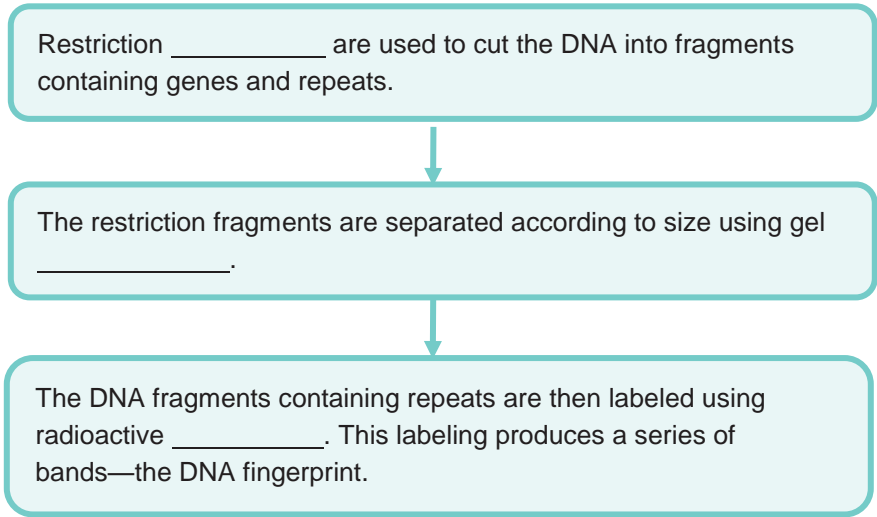 Restriction ___________ are used to cut the DNA into fragments
containing genes and repeats.
The restriction fragments are separated according to size using gel
______________.
The DNA fragments containing repeats are then labeled using
radioactive ___________. This labeling produces a series of
bands—the DNA fingerprint.